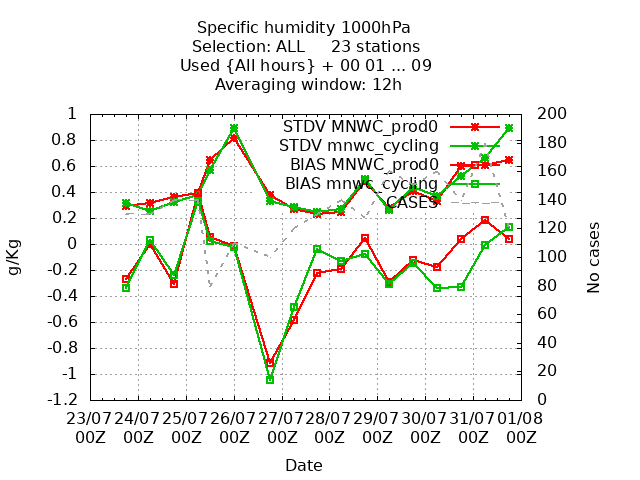 Specific humidity 1000hPa
Selection: ALL     23 stations
Used {All hours} + 00 01 ... 09
Averaging window: 12h
STDV MNWC_prod0
STDV mnwc_cycling
BIAS MNWC_prod0
BIAS mnwc_cycling
CASES
g/Kg
1
0.8
0.6
0.4
0.2
0
-0.2
-0.4
-0.6
-0.8
-1
-1.2
200
180
160
140
120
100
80
60
40
20
0
No cases
23/07 24/07 25/07 26/07 27/07 28/07 29/07 30/07 31/07 01/08
00Z 00Z 00Z 00Z 00Z 00Z 00Z 00Z 00Z 00Z
Date